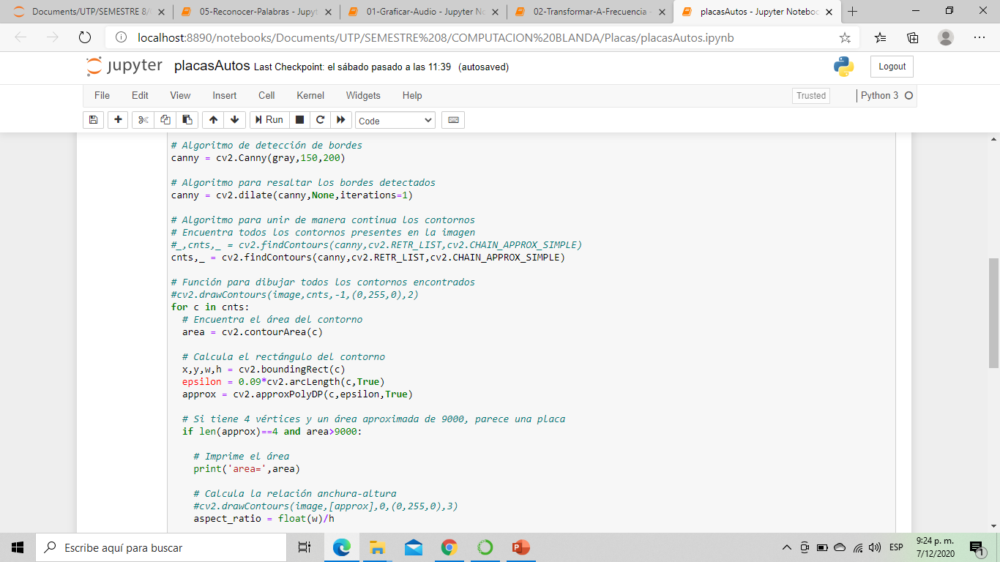 Documents/UTP/SEMESTRE 8/
05-Reconocer-Palabras - Jupyt
01-Graficar-Audio - Jupyter No
02-Transformar-A-Frecuencia -
placasAutos - Jupyter Notebook
localhost:8890/notebooks/Documents/UTP/SEMESTRE%208/COMPUTACION%20BLANDA/Placas/placasAutos.ipynb
jupyter placasAutos Last Checkpoint: el sábado pasado a las 11:39 (autosaved)
Logout
File Edit View Insert Cell Kernel Widgets Help
Trusted
Python 3
Run
Code
# Algoritmo de detección de bordes
canny = cv2.Canny(gray,150,200)
# Algoritmo para resaltar los bordes detectados
canny = cv2.dilate(canny,None,iterations=1)
# Algoritmo para unir de manera continua los contornos
# Encuentra todos los contornos presentes en la imagen
#_,cnts,_ = cv2.findContours(canny,cv2.RETR_LIST,cv2.CHAIN_APPROX_SIMPLE)
cnts,_ = cv2.findContours(canny,cv2.RETR_LIST,cv2.CHAIN_APPROX_SIMPLE)
# Función para dibujar todos los contornos encontrados
#cv2.drawContours(image,cnts,-1,(0,255,0),2)
for c in cnts:
# Encuentra el área del contorno
area = cv2.contourArea(c)
# Calcula el rectángulo del contorno
x,y,w,h = cv2.boundingRect(c)
epsilon = 0.09*cv2.arcLength(c,True)
approx = cv2.approxPolyDP(c,epsilon,True)
# Si tiene 4 vértices y un área aproximada de 9000, parece una placa
if len(approx)==4 and area>9000:
# Imprime el área
print('area=',area)
# Calcula la relación anchura-altura
#cv2.drawContours(image,[approx],0,(0,255,0),3)
aspect_ratio = float(w)/h
Escribe aquí para buscar
ESP
9:24 p. m.
7/12/2020
1